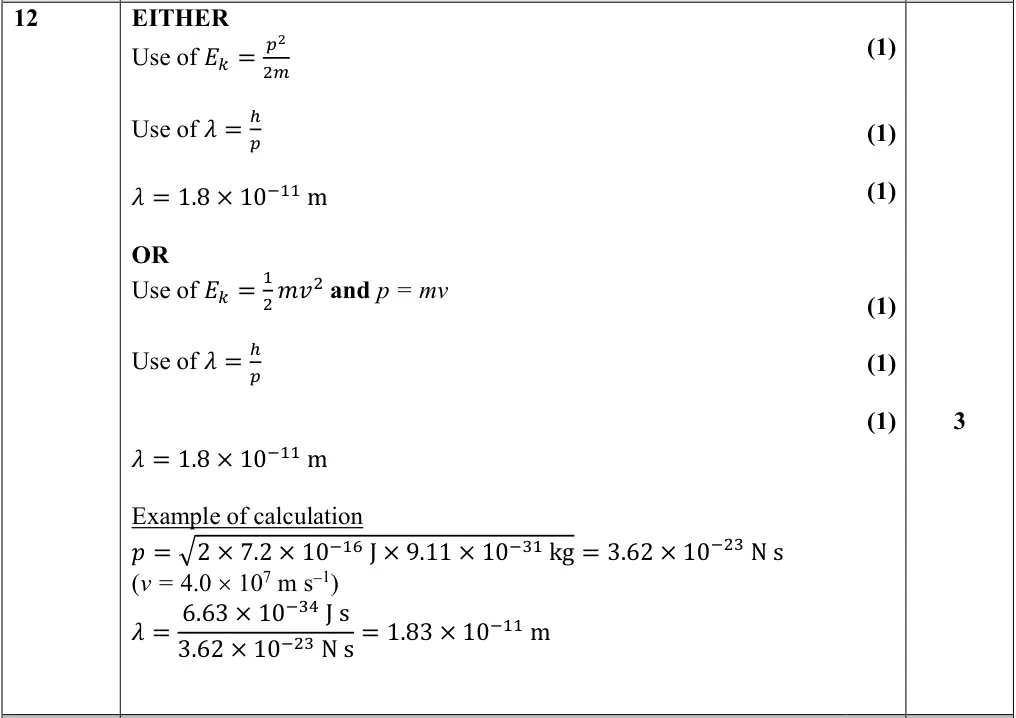 12 EITHER
Use of E_k = p²/2m (1)
Use of λ = h/p (1)
λ = 1.8 × 10⁻¹¹ m (1)
OR
Use of E_k = 1/2 mv² and p = mv (1)
Use of λ = h/p (1)
(1) 3
λ = 1.8 × 10⁻¹¹ m
Example of calculation
p = √(2 × 7.2 × 10⁻¹⁶ J × 9.11 × 10⁻³¹ kg) = 3.62 × 10⁻²³ N s
(v = 4.0 × 10⁷ m s⁻¹)
λ = 6.63 × 10⁻³⁴ J s / 3.62 × 10⁻²³ N s = 1.83 × 10⁻¹¹ m